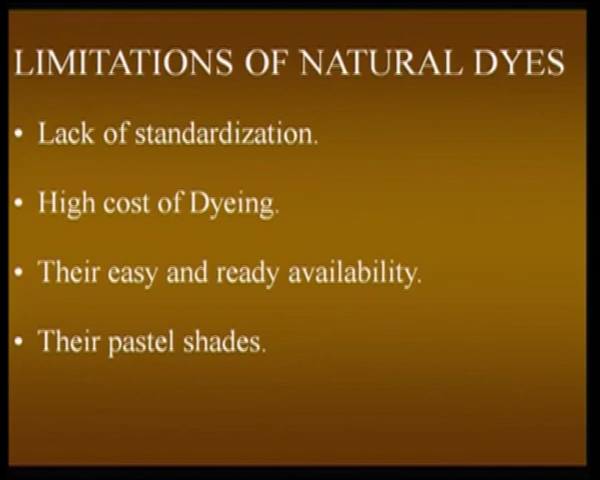 LIMITATIONS OF NATURAL DYES
• Lack of standardization.
• High cost of Dyeing.
• Their easy and ready availability.
• Their pastel shades.